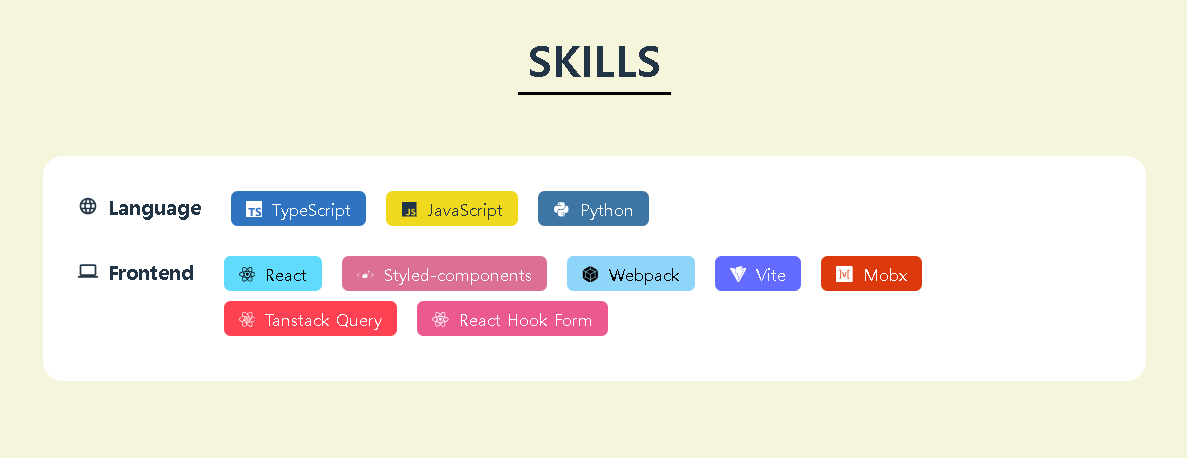 SKILLS
Language TS TypeScript JS JavaScript Python
Frontend React Styled-components Webpack Vite M Mobx
Tanstack Query React Hook Form